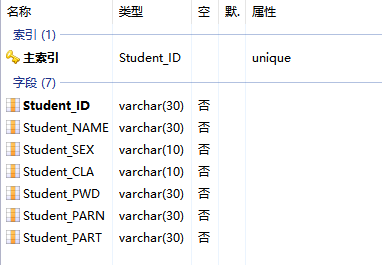 名称 类型 空 默. 属性
索引 (1)
主索引 Student_ID unique
字段 (7)
Student_ID varchar(30) 否
Student_NAME varchar(30) 否
Student_SEX varchar(10) 否
Student_CLA varchar(10) 否
Student_PWD varchar(30) 否
Student_PARN varchar(30) 否
Student_PART varchar(30) 否